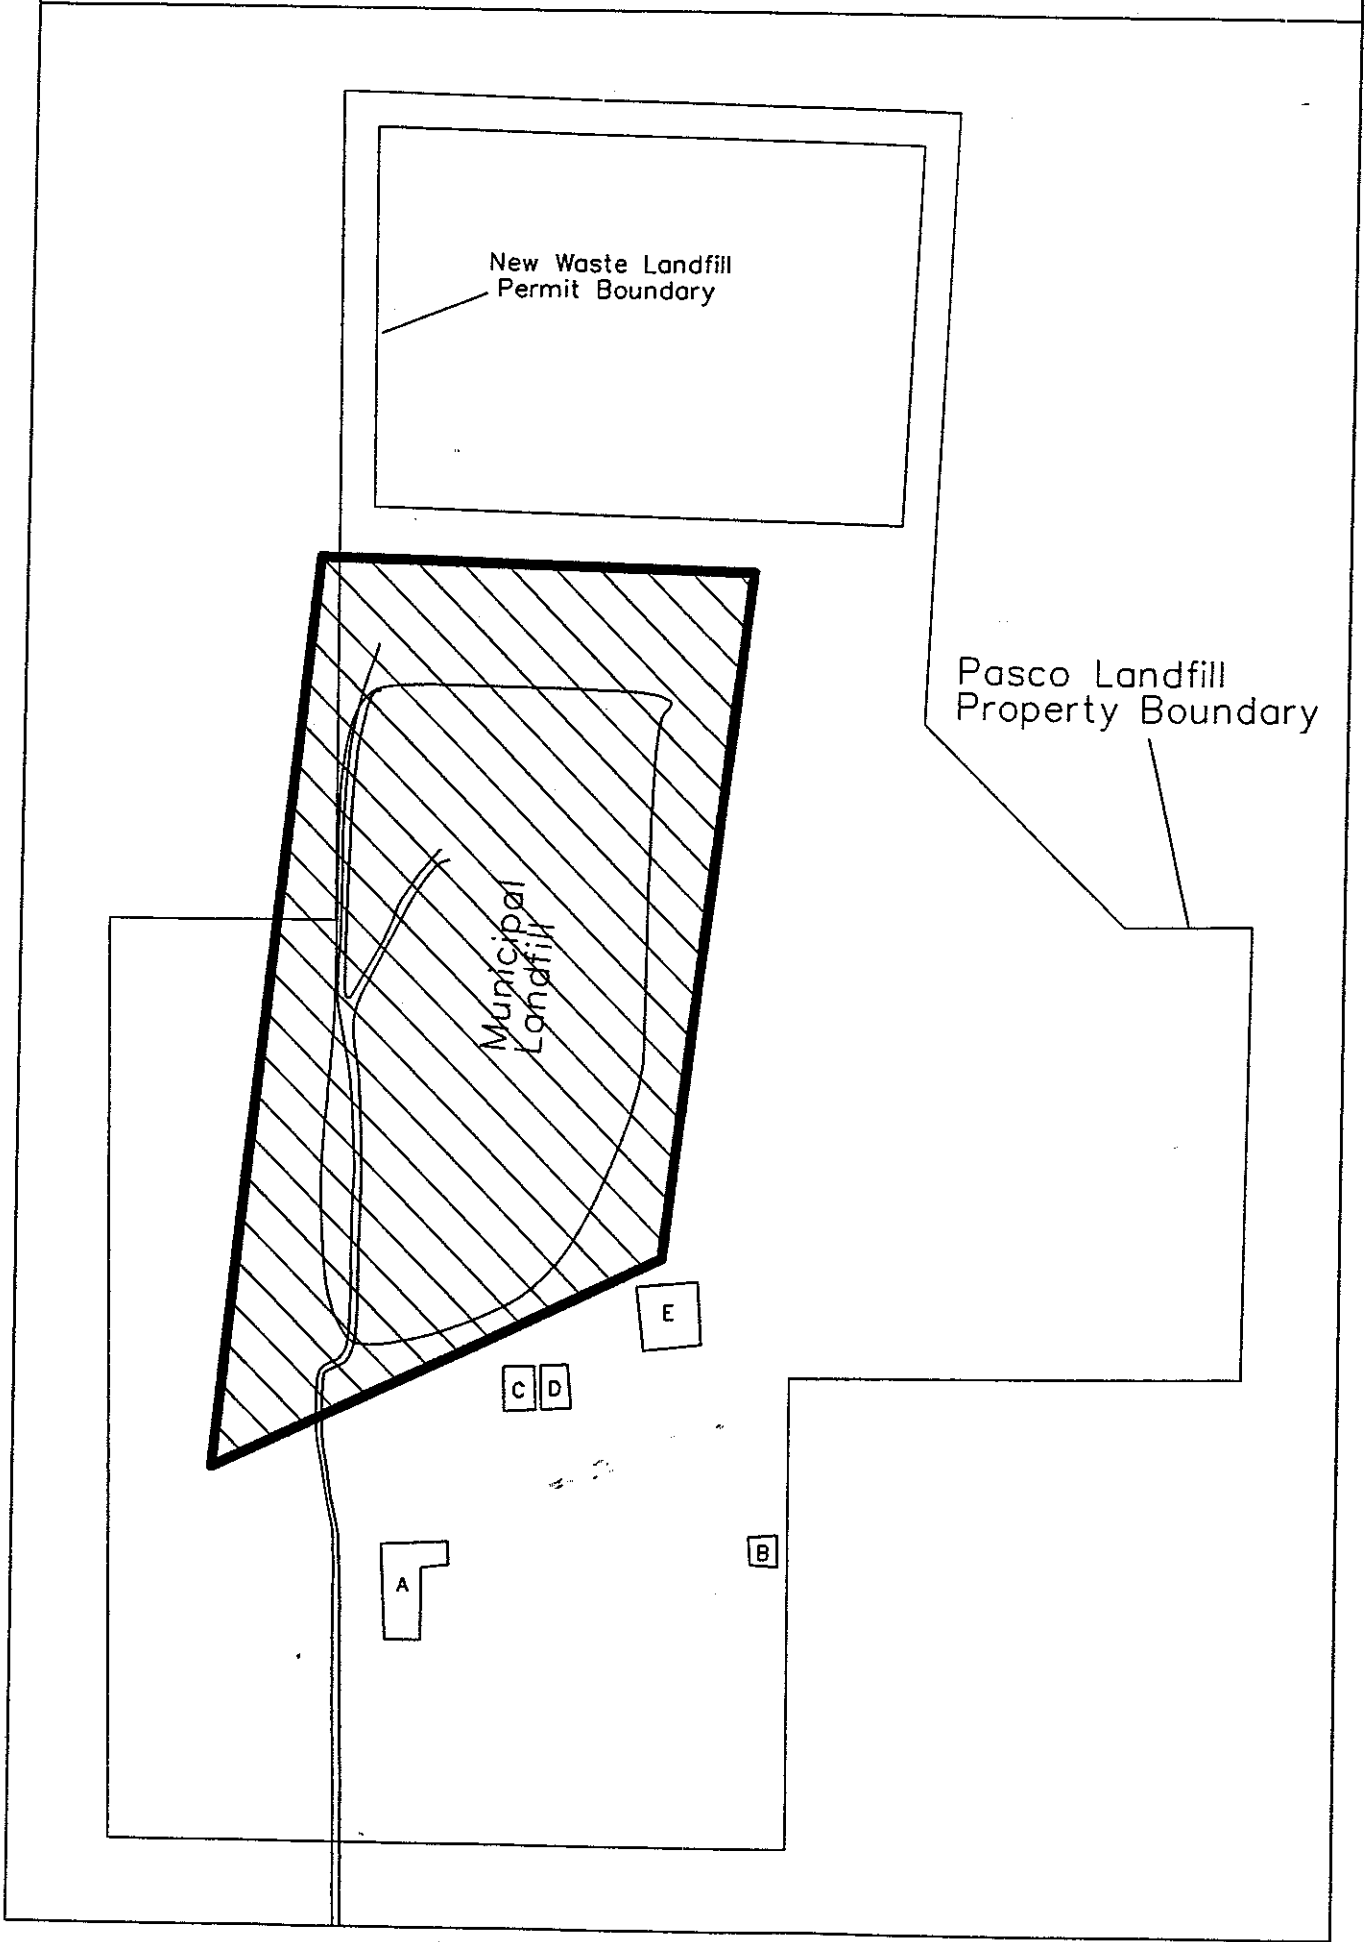 New Waste Landfill
Permit Boundary
Pasco Landfill
Property Boundary
Municipal
Landfill
E
C
D
B
A